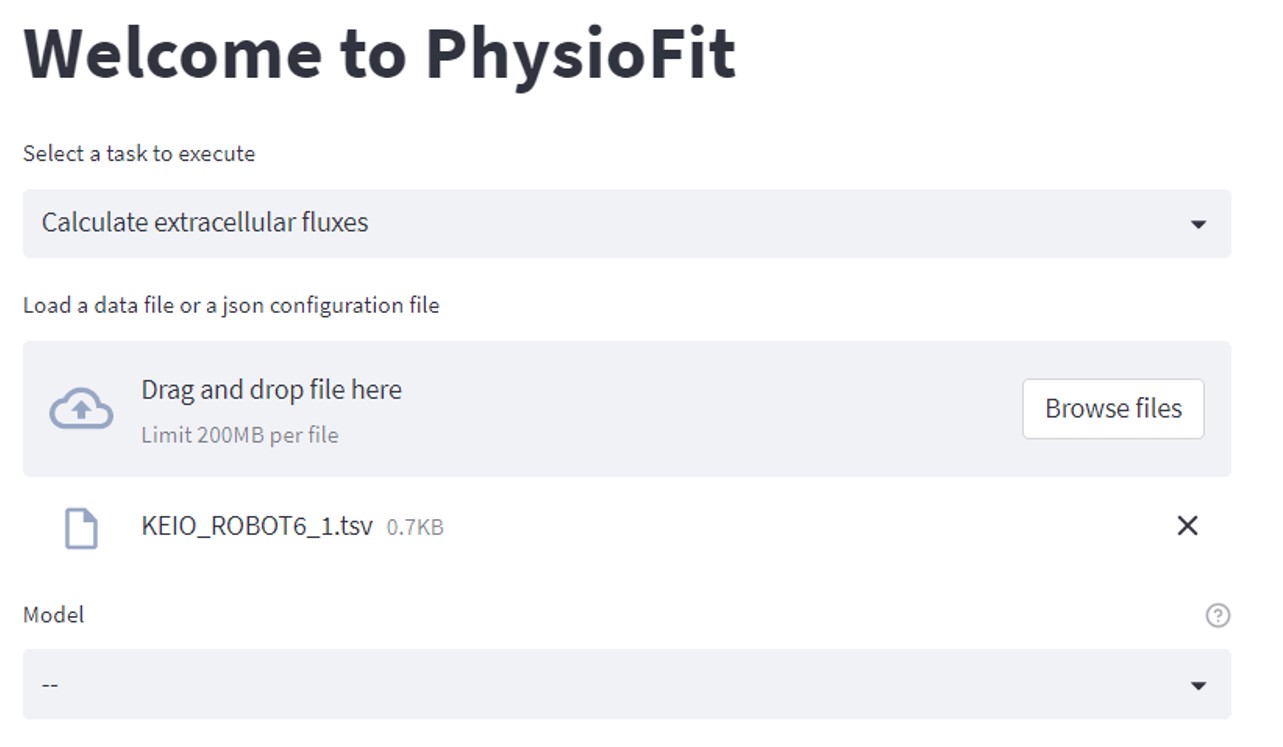 Welcome to PhysioFit
Select a task to execute
Calculate extracellular fluxes
Load a data file or a json configuration file
Drag and drop file here
Limit 200MB per file
Browse files
KEIO_ROBOT6_1.tsv 0.7KB
Model
--